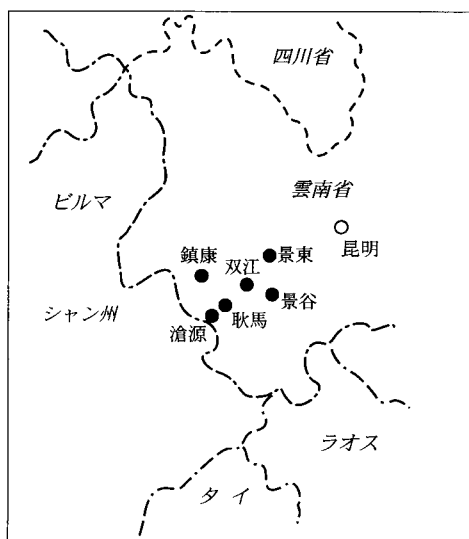 四川省
雲南省
ビルマ
昆明
景東
鎮康
双江
景谷
シャン州
耿馬
滄源
ラオス
タイ